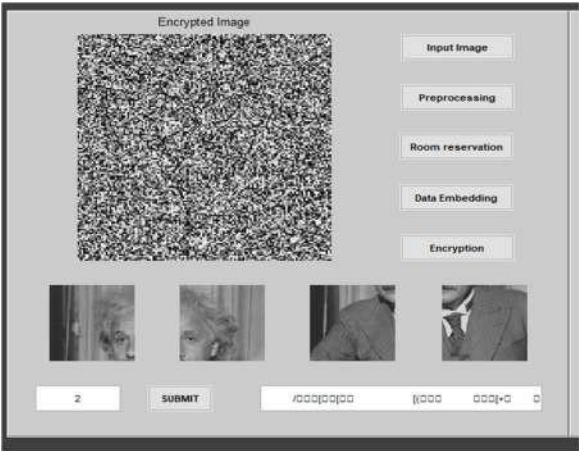 Encrypted Image
Input Image
Preprocessing
Room reservation
Data Embedding
Encryption
2
SUBMIT
/□□□[□□[□□ [(□□□ □□□[+□ □